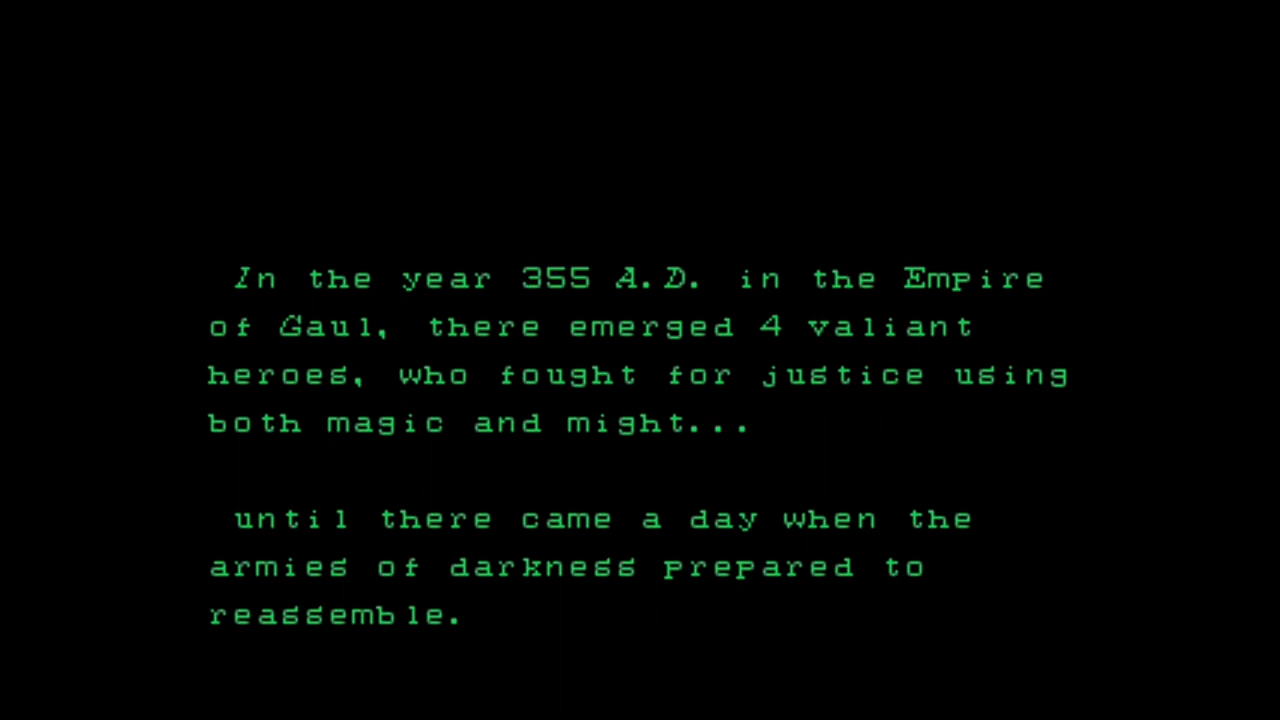 In the year 355 A.D. in the Empire
of Gaul, there emerged 4 valiant
heroes, who fought for justice using
both magic and might...
until there came a day when the
armies of darkness prepared to
reassemble.